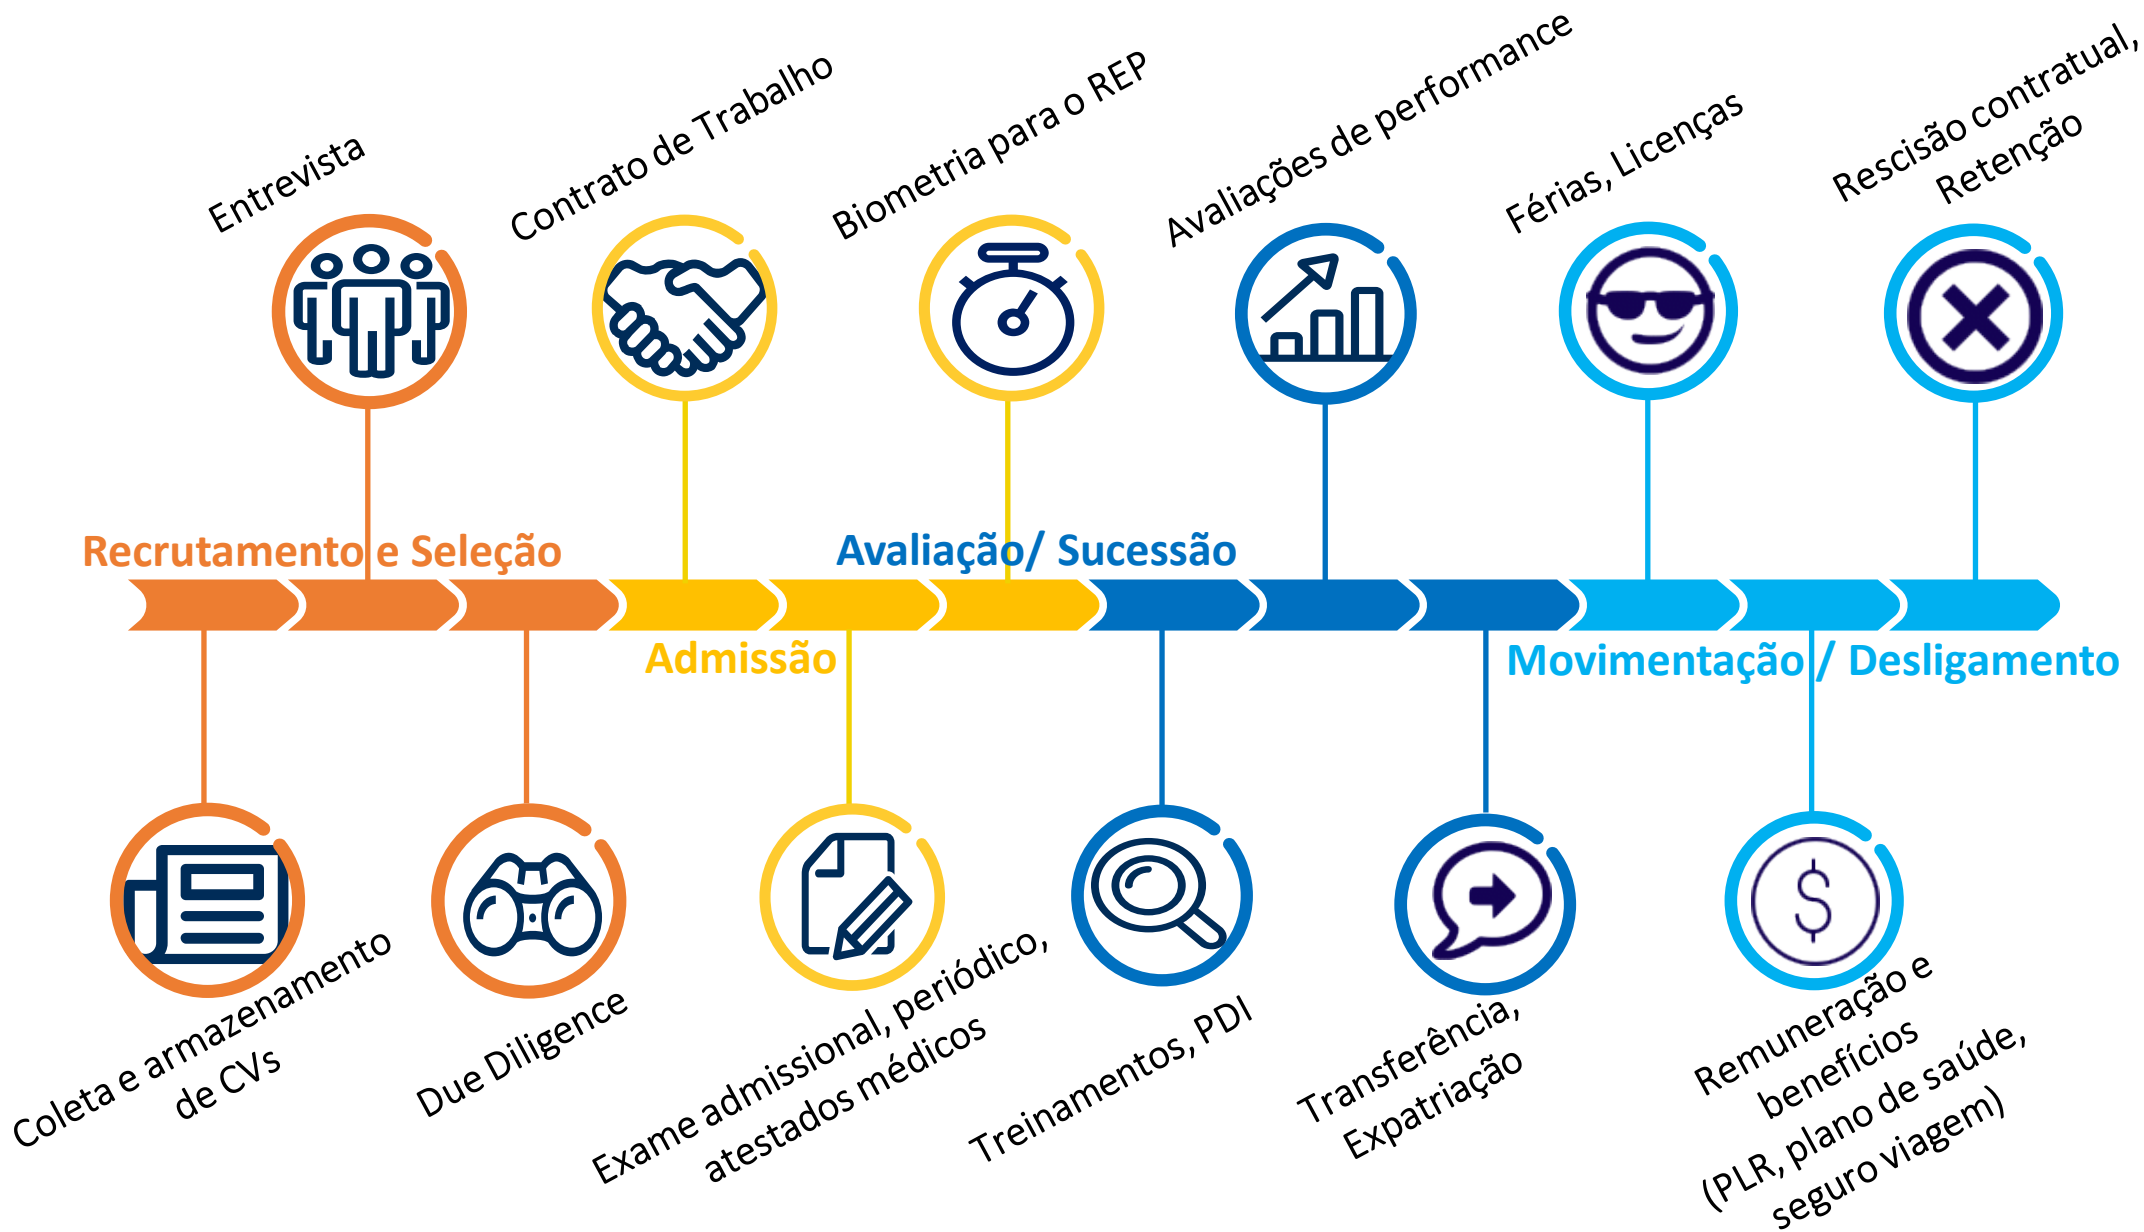 Entrevista
Contrato de Trabalho
Biometria para o REP
Avaliações de performance
Férias, Licenças
Rescisão contratual,
Retenção
Recrutamento e Seleção
Avaliação/ Sucessão
Admissão
Movimentação / Desligamento
Coleta e armazenamento
de CVs
Due Diligence
Exame admissional, periódico,
atestados médicos
Treinamentos, PDI
Transferência,
Expatriação
$
Remuneração e
benefícios
(PLR, plano de saúde,
seguro viagem)